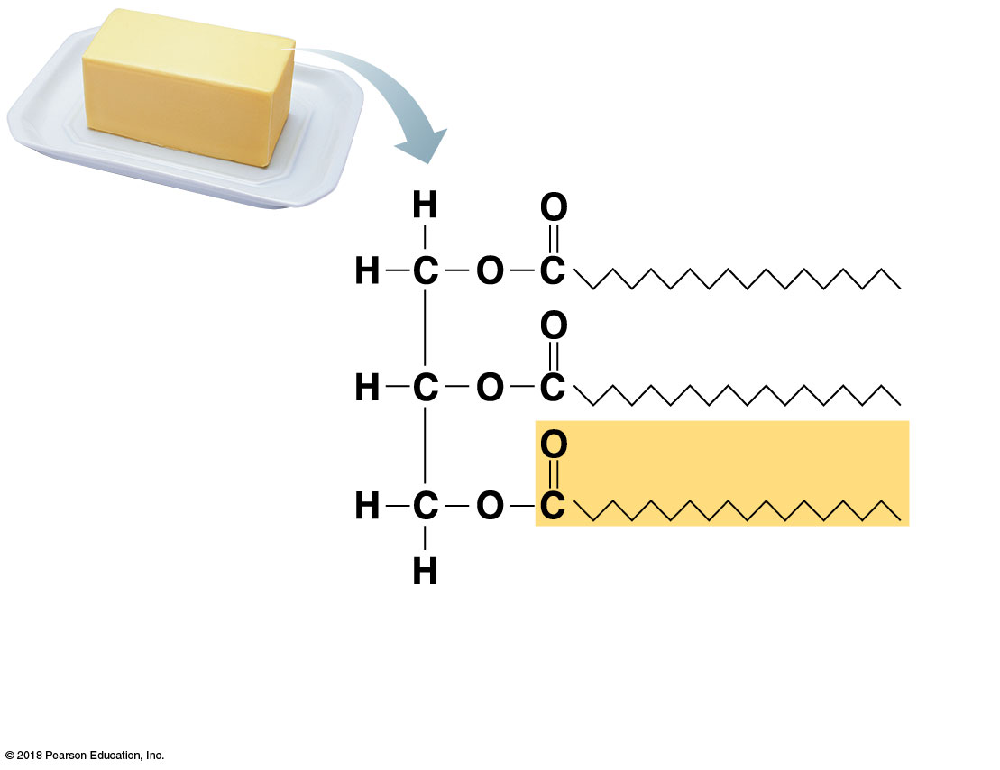 H O
H C O C
O
H C O C
O
H C O C
H
© 2018 Pearson Education, Inc.